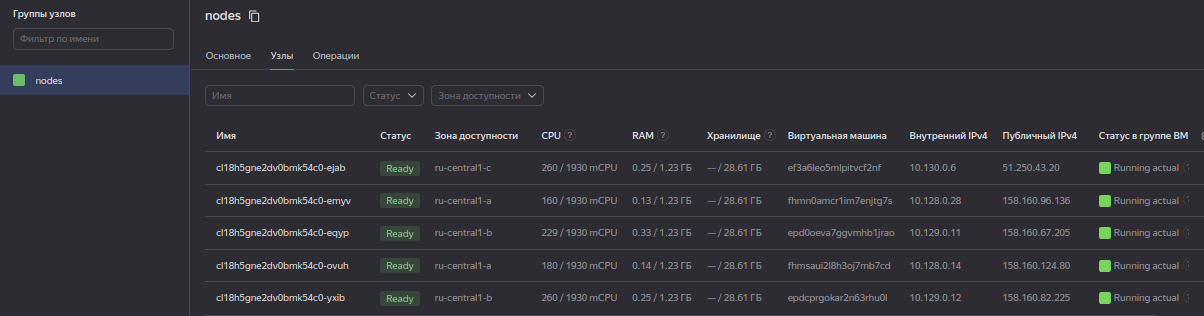 Группы узлов
Фильтр по имени
nodes
nodes
Основное Узлы Операции
Имя Статус Зона доступности
Имя Статус Зона доступности CPU ? RAM ? Хранилище ? Виртуальная машина Внутренний IPv4 Публичный IPv4 Статус в группе ВМ
cl18h5gne2dv0bmk54c0-ejab Ready ru-central1-c 260 / 1930 mCPU 0.25 / 1.23 ГБ — / 28.61 ГБ ef3a6leo5mlpitvcf2nf 10.130.0.6 51.250.43.20 Running actual
cl18h5gne2dv0bmk54c0-emyv Ready ru-central1-a 160 / 1930 mCPU 0.13 / 1.23 ГБ — / 28.61 ГБ fhmn0amcr1im7enjtg7s 10.128.0.28 158.160.96.136 Running actual
cl18h5gne2dv0bmk54c0-eqyp Ready ru-central1-b 229 / 1930 mCPU 0.33 / 1.23 ГБ — / 28.61 ГБ epd0oeva7ggvmhb1jrao 10.129.0.11 158.160.67.205 Running actual
cl18h5gne2dv0bmk54c0-ovuh Ready ru-central1-a 180 / 1930 mCPU 0.14 / 1.23 ГБ — / 28.61 ГБ fhmsaui2l8h3oj7mb7cd 10.128.0.14 158.160.124.80 Running actual
cl18h5gne2dv0bmk54c0-yxib Ready ru-central1-b 260 / 1930 mCPU 0.25 / 1.23 ГБ — / 28.61 ГБ epdcprgokar2n63rhu0l 10.129.0.12 158.160.82.225 Running actual